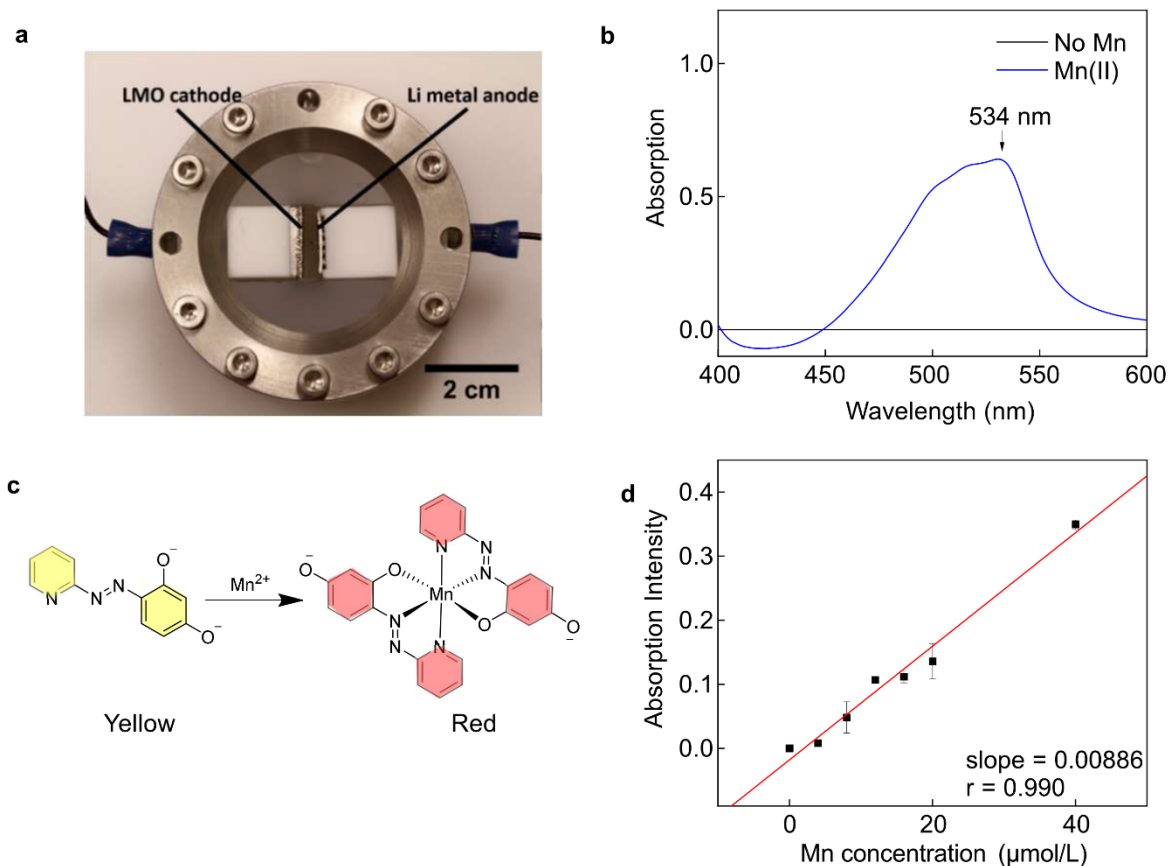 a
LMO cathode
Li metal anode
2 cm
b
No Mn
Mn(II)
534 nm
1.0
0.5
0.0
400
450
500
550
600
Absorption
Wavelength (nm)
c
N
N
N
O⁻
O⁻
Mn²⁺
N
N
N
O
O⁻
Mn
N
N
N
O
O⁻
Yellow
Red
d
0.4
0.3
0.2
0.1
0.0
0
20
40
Absorption Intensity
Mn concentration (μmol/L)
slope = 0.00886
r = 0.990